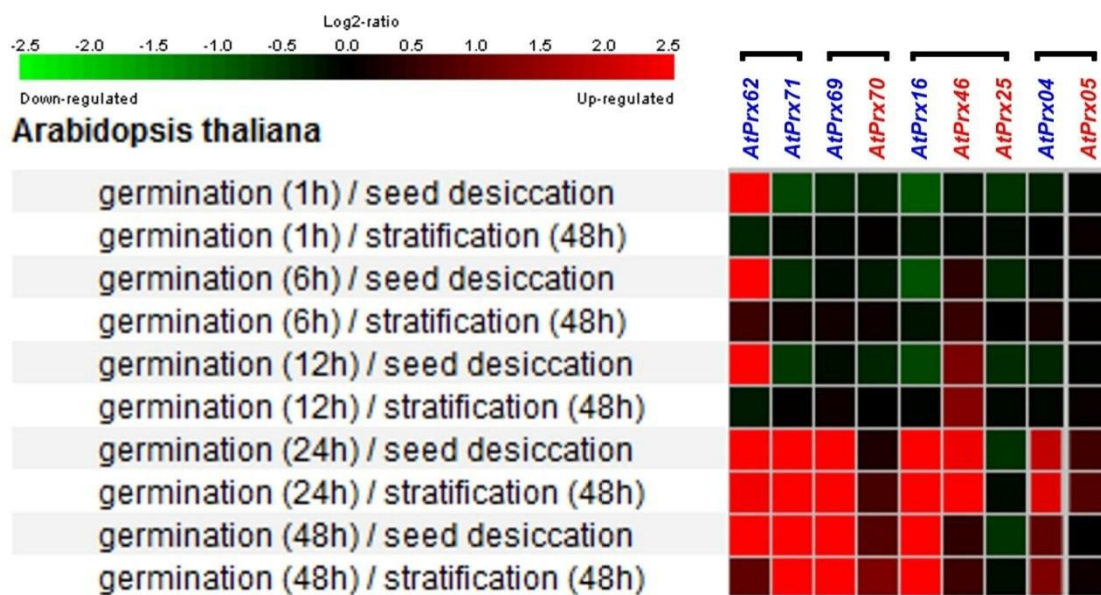 Log2-ratio
-2.5 -2.0 -1.5 -1.0 -0.5 0.0 0.5 1.0 1.5 2.0 2.5
Down-regulated Up-regulated
Arabidopsis thaliana
AtPrx62 AtPrx71 AtPrx69 AtPrx70 AtPrx16 AtPrx46 AtPrx25 AtPrx04 AtPrx05
germination (1h) / seed desiccation
germination (1h) / stratification (48h)
germination (6h) / seed desiccation
germination (6h) / stratification (48h)
germination (12h) / seed desiccation
germination (12h) / stratification (48h)
germination (24h) / seed desiccation
germination (24h) / stratification (48h)
germination (48h) / seed desiccation
germination (48h) / stratification (48h)